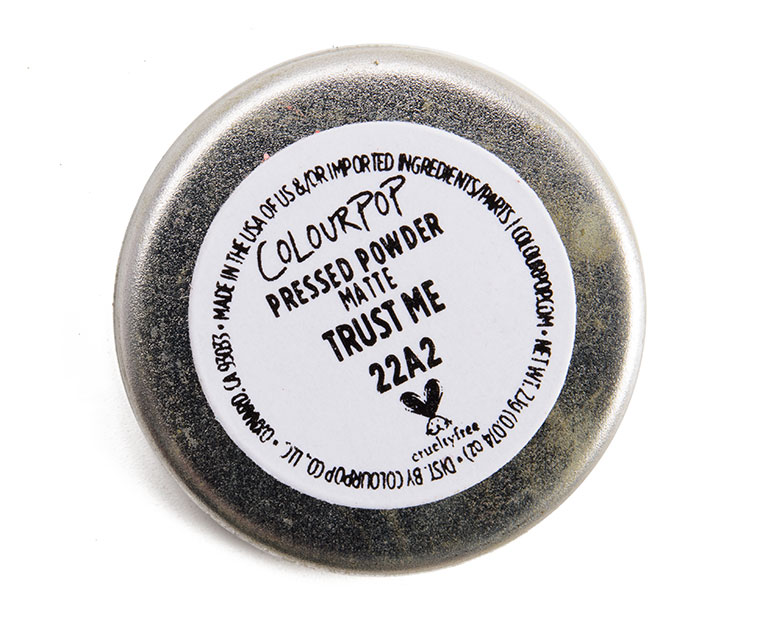 COLOURPOP
PRESSED POWDER
MATTE
TRUST ME
22A2
crueltyfree
• MADE IN THE USA OF US &/OR IMPORTED INGREDIENTS/PARTS / COLOURPOP.COM • NET WT. 2.1g (0.074 oz.) • DIST. BY COLOURPOP CO., LLC • OXNARD, CA 93033